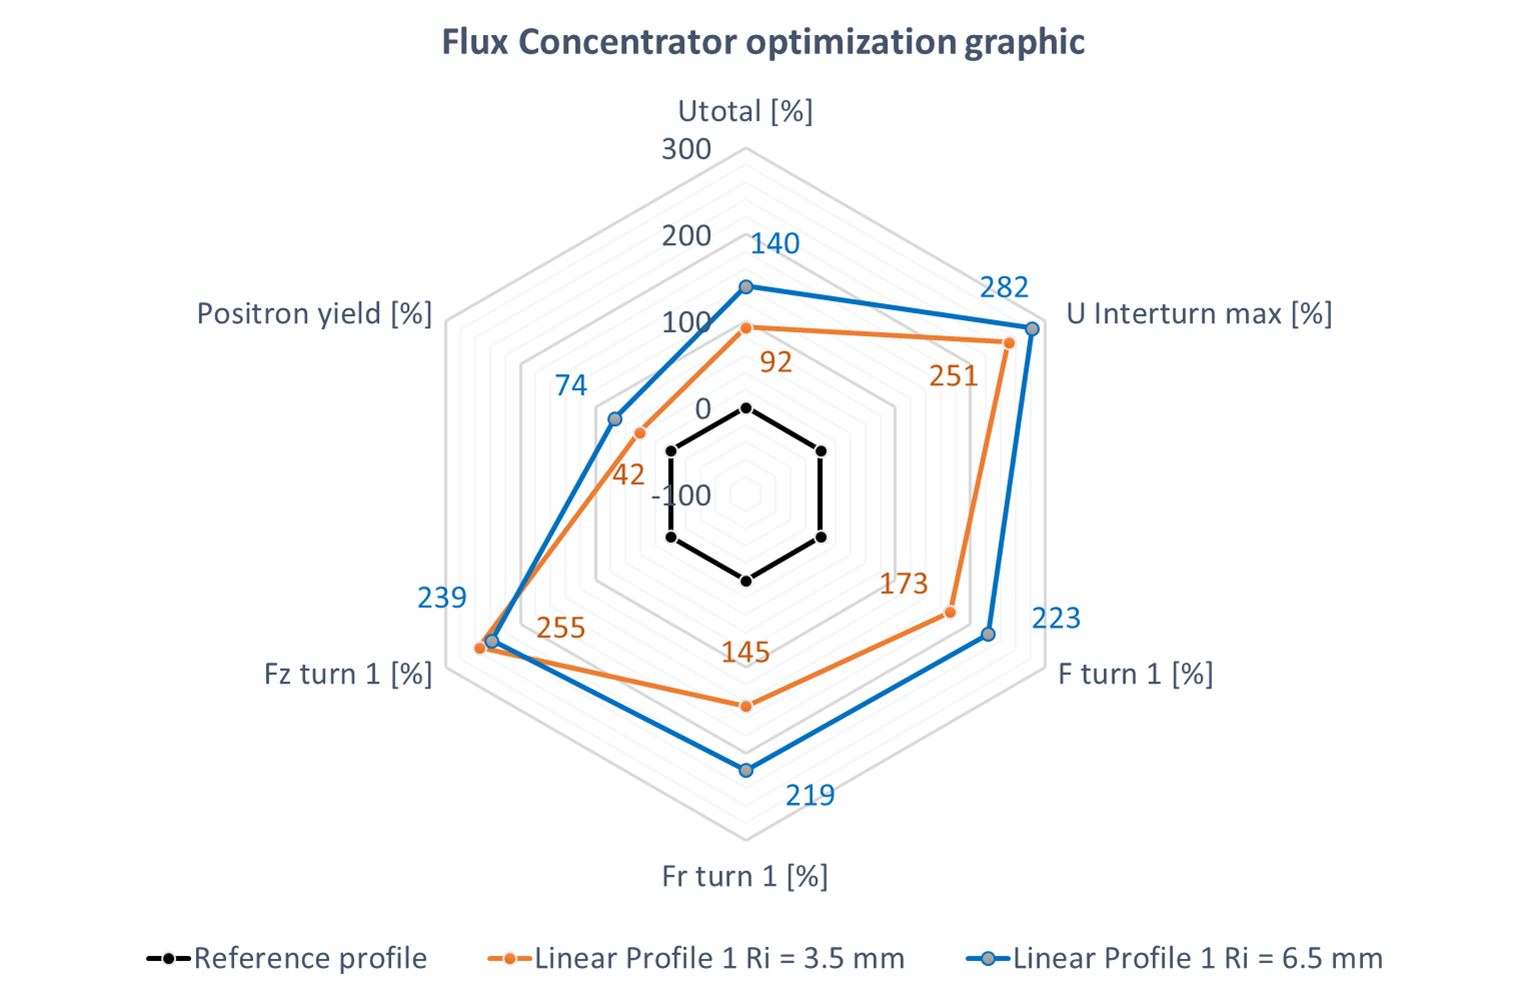 Flux Concentrator optimization graphic
Utotal [%]
300
200
140
282
Positron yield [%]
U Interturn max [%]
100
92
251
74
0
42
-100
173
239
255
223
145
Fz turn 1 [%]
F turn 1 [%]
219
Fr turn 1 [%]
Reference profile
Linear Profile 1 Ri = 3.5 mm
Linear Profile 1 Ri = 6.5 mm